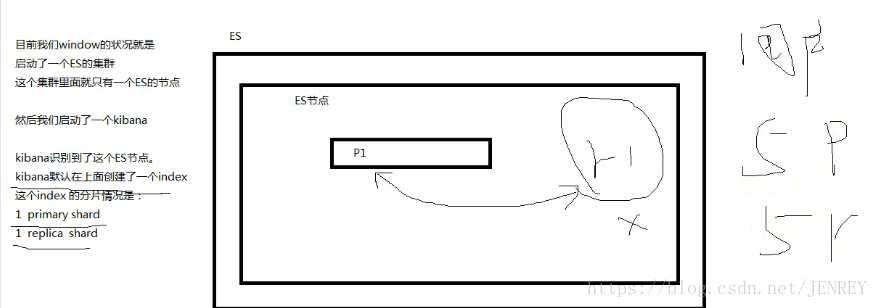 目前我们window的状况就是
启动了一个ES的集群
这个集群里面就只有一个ES的节点
然后我们启动了一个kibana
kibana识别到了这个ES节点。
kibana默认在上面创建了一个index
这个index 的分片情况是：
1 primary shard
1 replica shard
ES
ES节点
P1
r-1
x
5 P
5 r
https://blog.csdn.net/JENREY